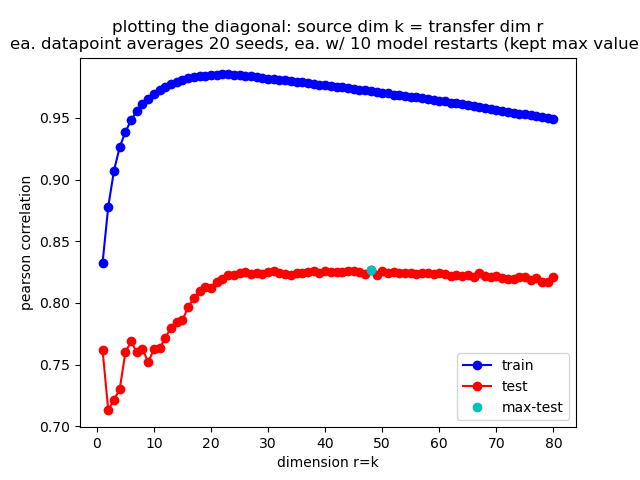 plotting the diagonal: source dim k = transfer dim r
ea. datapoint averages 20 seeds, ea. w/ 10 model restarts (kept max value
0.95
0.90
0.85
0.80
0.75
0.70
pearson correlation
train
test
max-test
0 10 20 30 40 50 60 70 80
dimension r=k